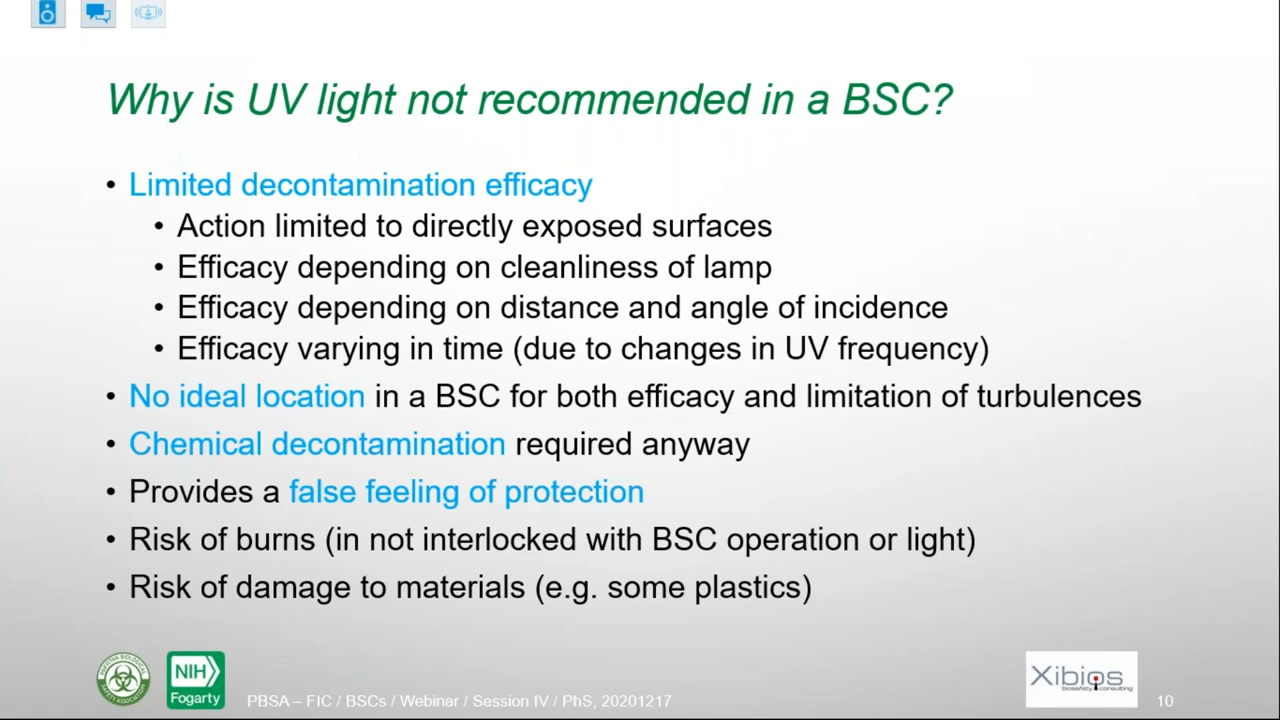 Why is UV light not recommended in a BSC?
• Limited decontamination efficacy
• Action limited to directly exposed surfaces
• Efficacy depending on cleanliness of lamp
• Efficacy depending on distance and angle of incidence
• Efficacy varying in time (due to changes in UV frequency)
• No ideal location in a BSC for both efficacy and limitation of turbulences
• Chemical decontamination required anyway
• Provides a false feeling of protection
• Risk of burns (in not interlocked with BSC operation or light)
• Risk of damage to materials (e.g. some plastics)
NIH
Fogarty
PBSA – FIC / BSCs / Webinar / Session IV / PhS, 20201217
Xibios
biosafety consulting
10